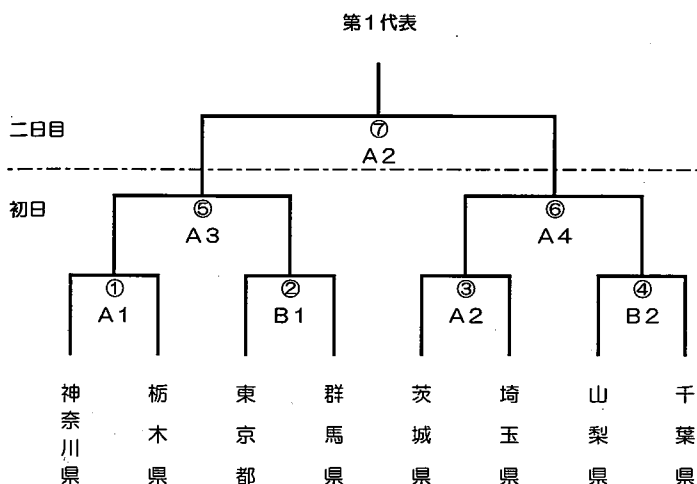 第1代表
二日目
⑦
A2
初日
⑤
⑥
A3
A4
①
②
③
④
A1
B1
A2
B2
神奈川県
栃木県
東京都
群馬県
茨城県
埼玉県
山梨県
千葉県